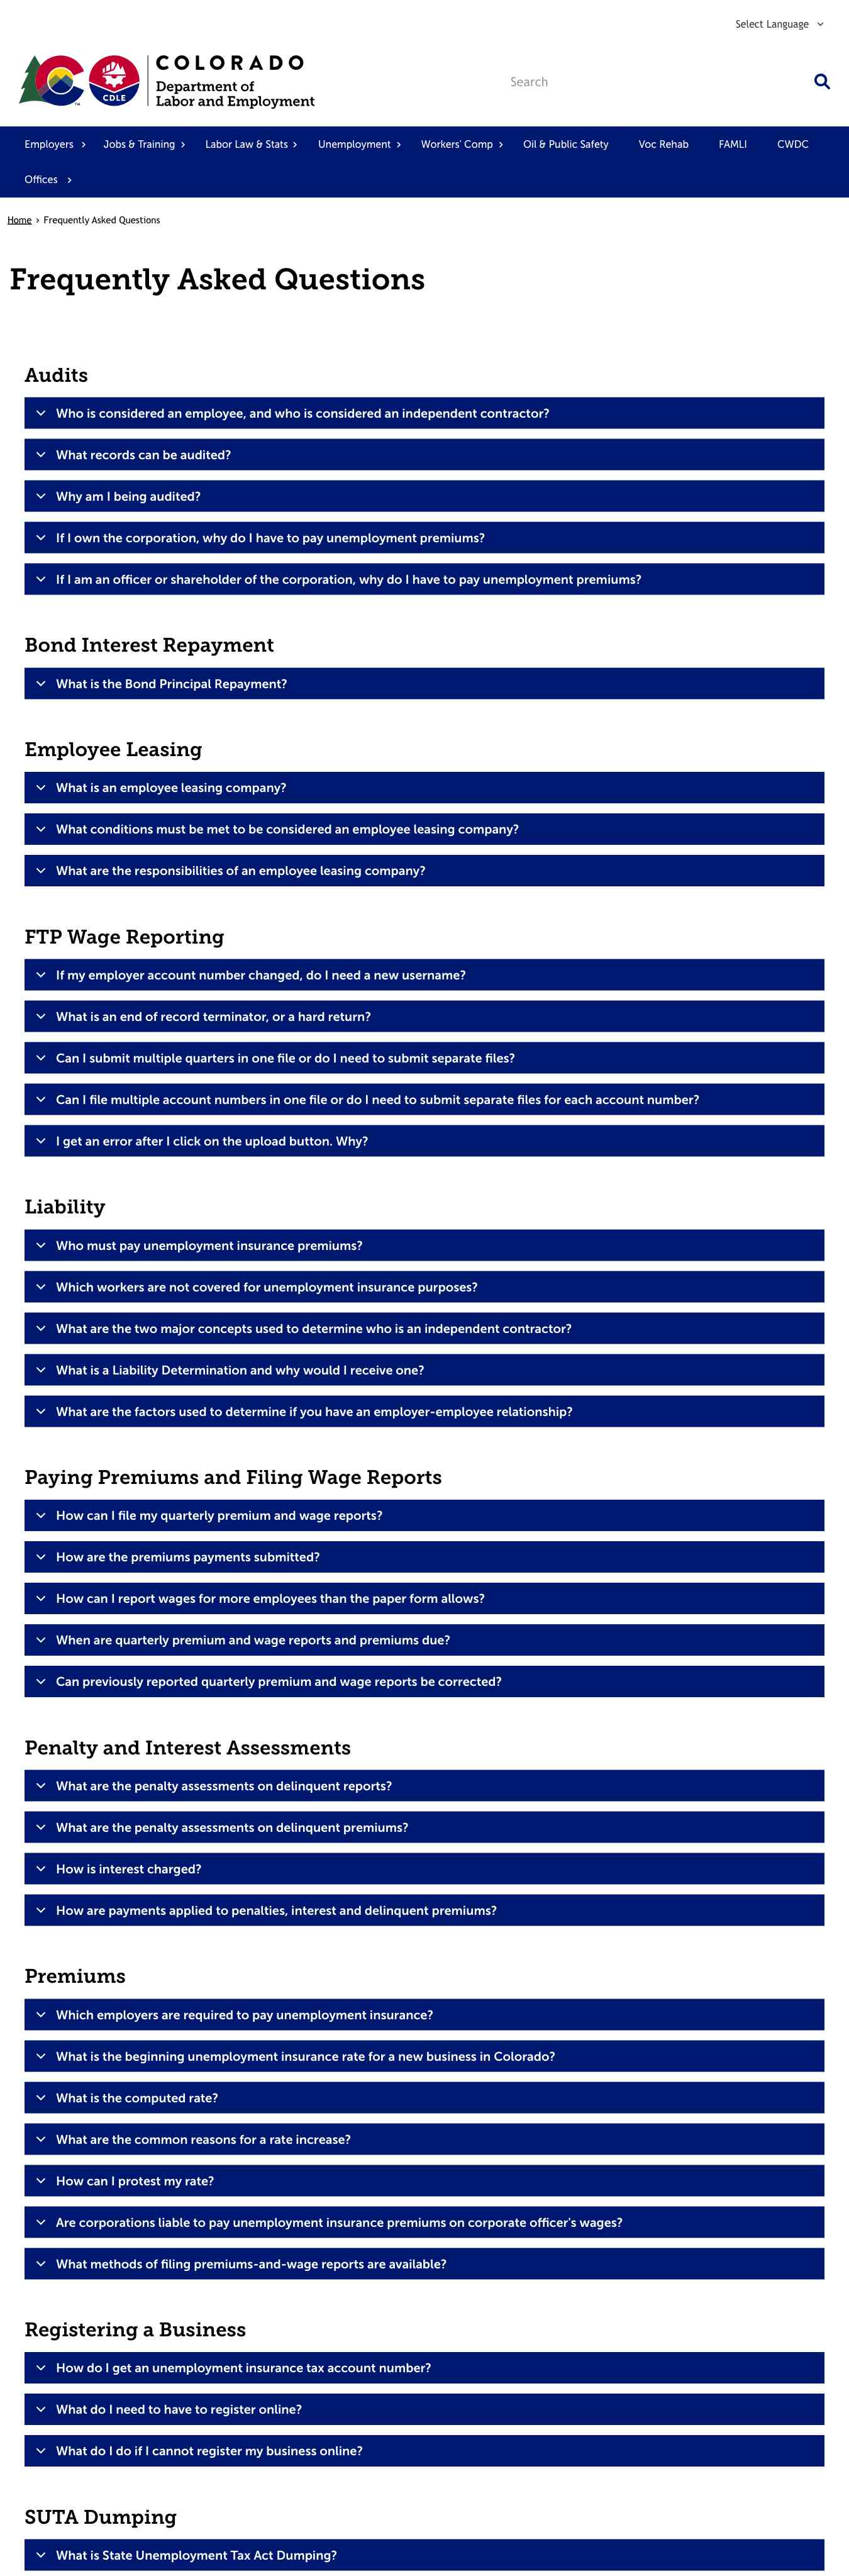 Select Language
COLORADO
Department of
Labor and Employment
CDLE
TM
Search
Employers
Jobs & Training
Labor Law & Stats
Unemployment
Workers' Comp
Oil & Public Safety
Voc Rehab
FAMLI
CWDC
Offices
Home › Frequently Asked Questions
Frequently Asked Questions
Audits
Who is considered an employee, and who is considered an independent contractor?
What records can be audited?
Why am I being audited?
If I own the corporation, why do I have to pay unemployment premiums?
If I am an officer or shareholder of the corporation, why do I have to pay unemployment premiums?
Bond Interest Repayment
What is the Bond Principal Repayment?
Employee Leasing
What is an employee leasing company?
What conditions must be met to be considered an employee leasing company?
What are the responsibilities of an employee leasing company?
FTP Wage Reporting
If my employer account number changed, do I need a new username?
What is an end of record terminator, or a hard return?
Can I submit multiple quarters in one file or do I need to submit separate files?
Can I file multiple account numbers in one file or do I need to submit separate files for each account number?
I get an error after I click on the upload button. Why?
Liability
Who must pay unemployment insurance premiums?
Which workers are not covered for unemployment insurance purposes?
What are the two major concepts used to determine who is an independent contractor?
What is a Liability Determination and why would I receive one?
What are the factors used to determine if you have an employer-employee relationship?
Paying Premiums and Filing Wage Reports
How can I file my quarterly premium and wage reports?
How are the premiums payments submitted?
How can I report wages for more employees than the paper form allows?
When are quarterly premium and wage reports and premiums due?
Can previously reported quarterly premium and wage reports be corrected?
Penalty and Interest Assessments
What are the penalty assessments on delinquent reports?
What are the penalty assessments on delinquent premiums?
How is interest charged?
How are payments applied to penalties, interest and delinquent premiums?
Premiums
Which employers are required to pay unemployment insurance?
What is the beginning unemployment insurance rate for a new business in Colorado?
What is the computed rate?
What are the common reasons for a rate increase?
How can I protest my rate?
Are corporations liable to pay unemployment insurance premiums on corporate officer's wages?
What methods of filing premiums-and-wage reports are available?
Registering a Business
How do I get an unemployment insurance tax account number?
What do I need to have to register online?
What do I do if I cannot register my business online?
SUTA Dumping
What is State Unemployment Tax Act Dumping?